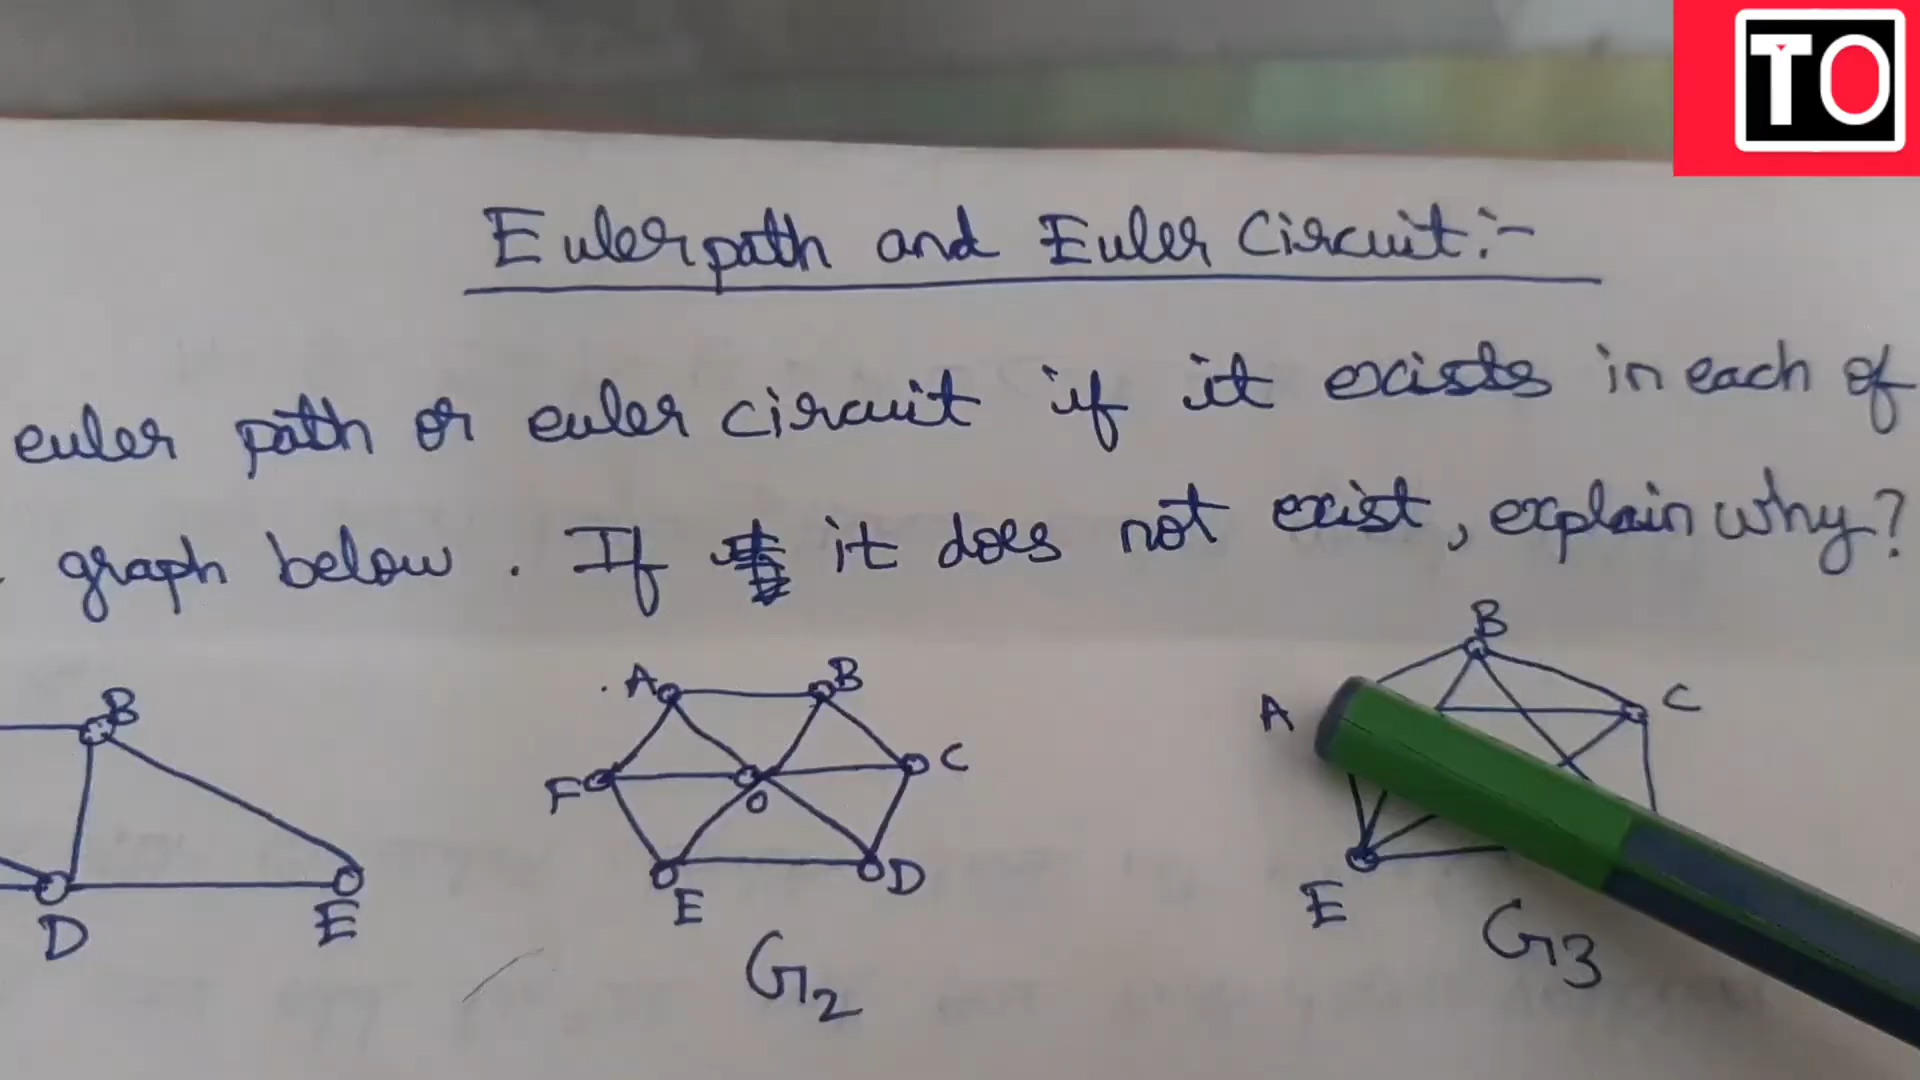 TO
Euler path and Euler Circuit:-
euler path or euler circuit if it exists in each of
graph below. If it does not exist, explain why?
B
D
E
A
B
F
O
C
E
D
G2
B
A
C
E
G3